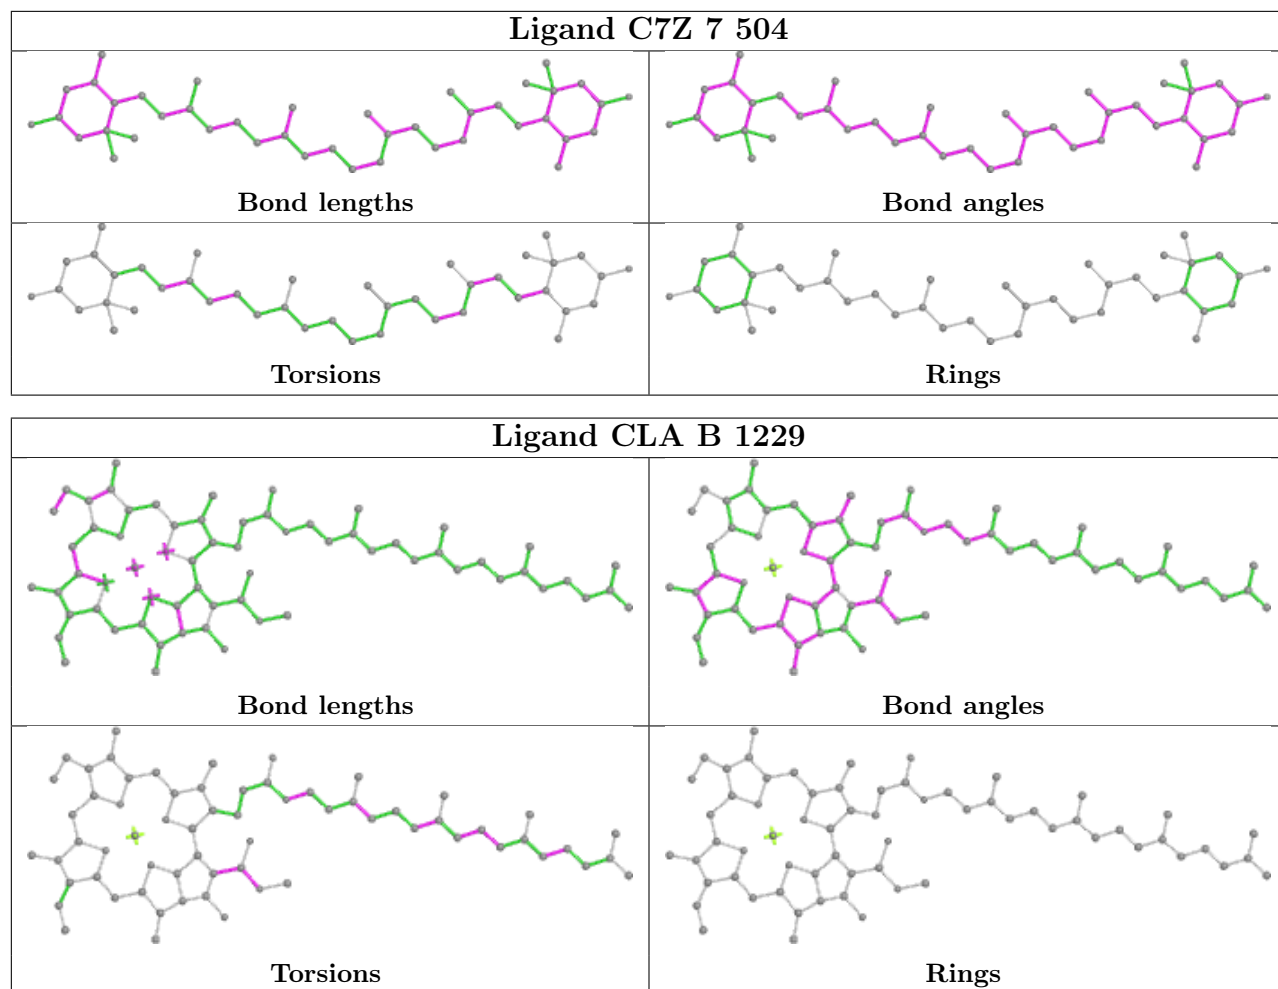 Ligand C7Z 7 504
Bond lengths
Bond angles
Torsions
Rings
Ligand CLA B 1229
Bond lengths
Bond angles
Torsions
Rings